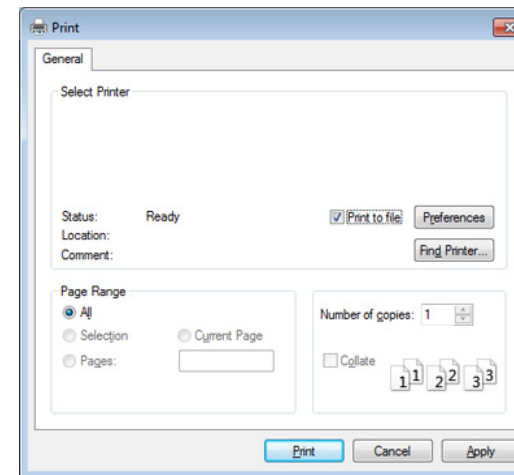 Print
General
Select Printer
Status: Ready
Print to file
Preferences
Location:
Comment:
Find Printer...
Page Range
All
Selection
Current Page
Pages:
Number of copies: 1
Collate
1 1 2 2 3 3
Print
Cancel
Apply